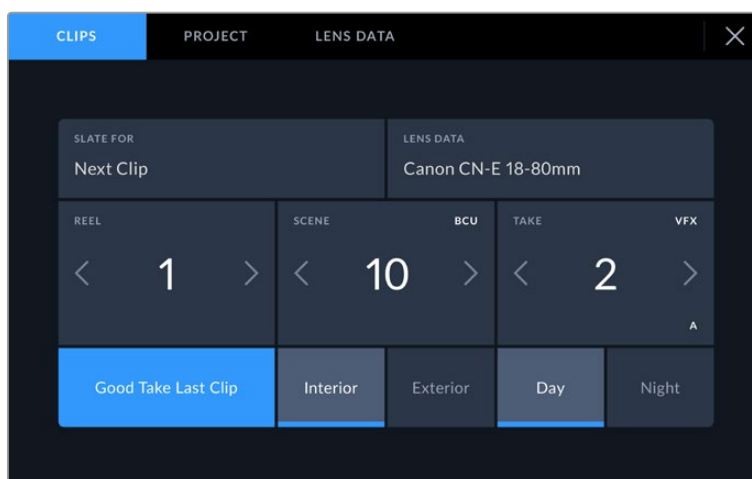 CLIPS PROJECT LENS DATA
SLATE FOR LENS DATA
Next Clip Canon CN-E 18-80mm
REEL SCENE BCU TAKE VFX
1 10 2
A
Good Take Last Clip Interior Exterior Day Night